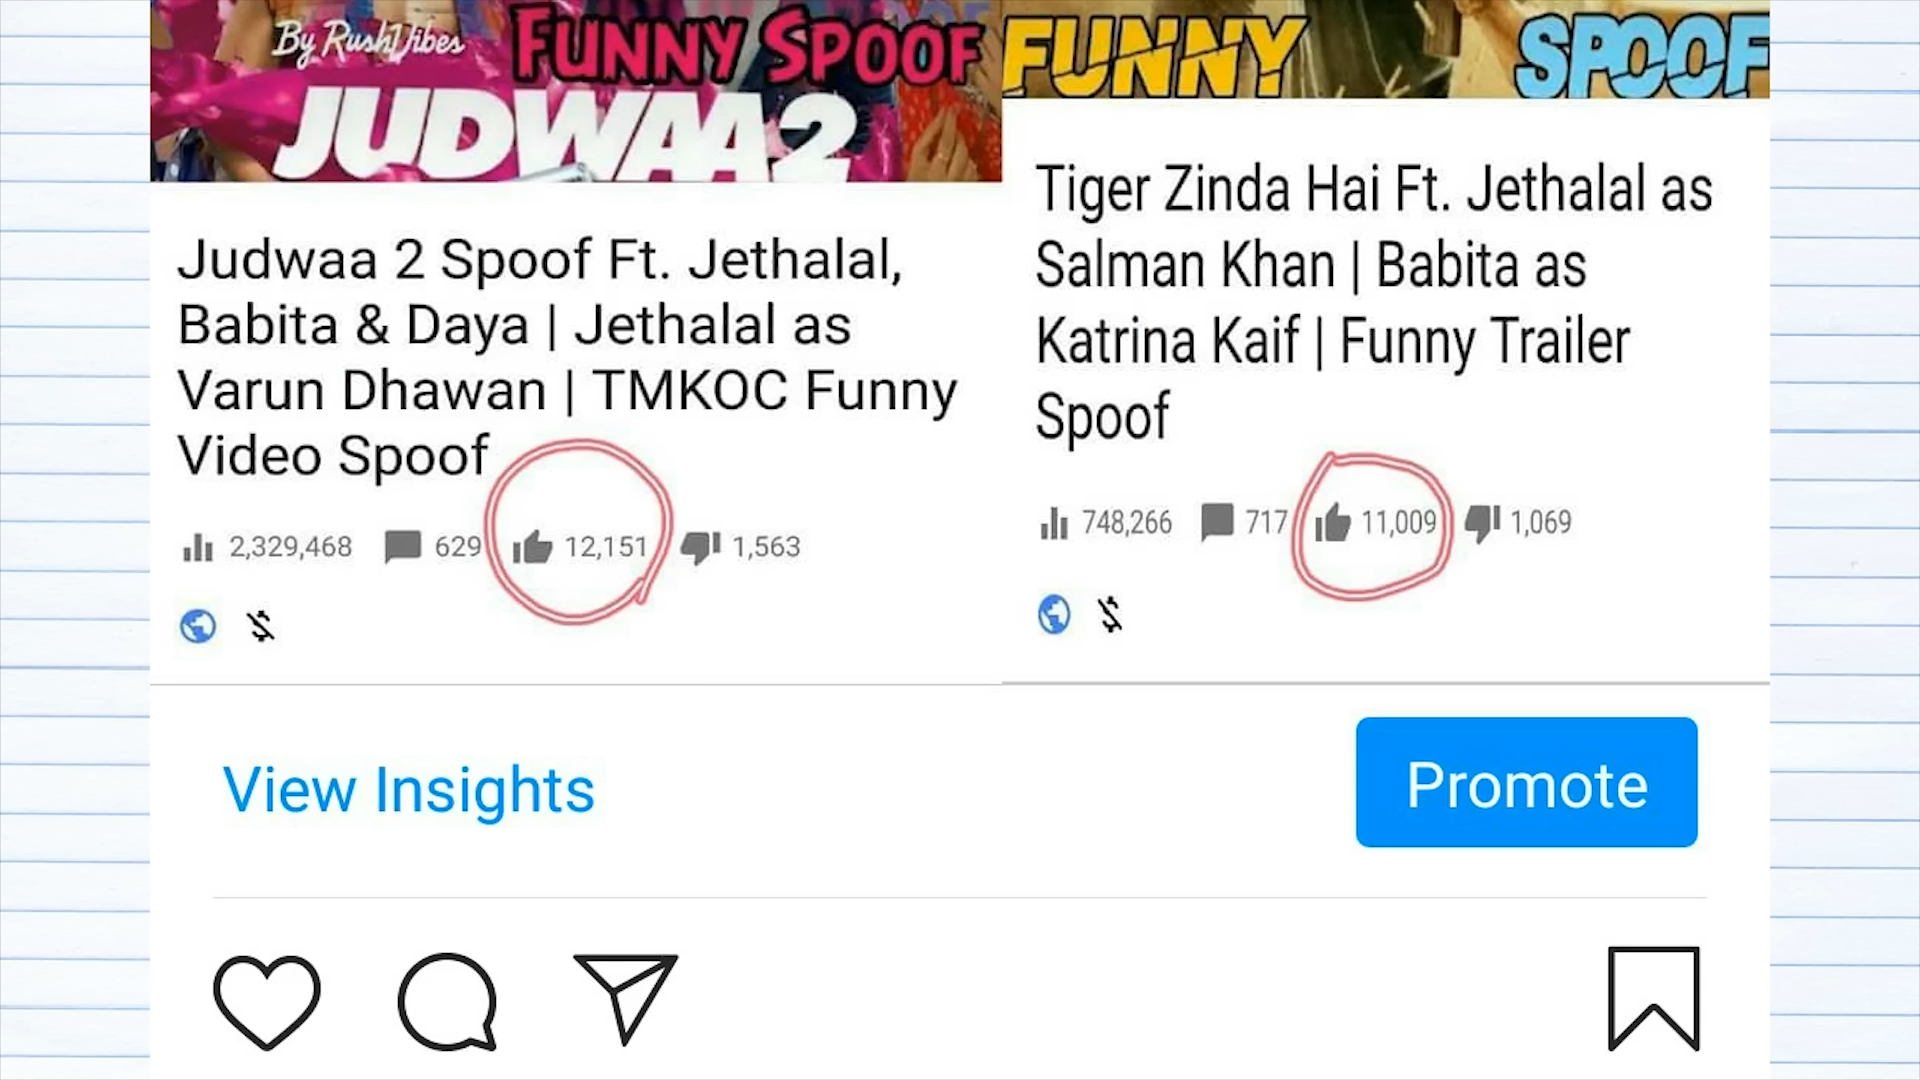 By RushVibes
FUNNY SPOOF
JUDWAA 2
Judwaa 2 Spoof Ft. Jethalal,
Babita & Daya | Jethalal as
Varun Dhawan | TMKOC Funny
Video Spoof
2,329,468 629 12,151 1,563
FUNNY SPOOF
Tiger Zinda Hai Ft. Jethalal as
Salman Khan | Babita as
Katrina Kaif | Funny Trailer
Spoof
748,266 717 11,009 1,069
View Insights
Promote